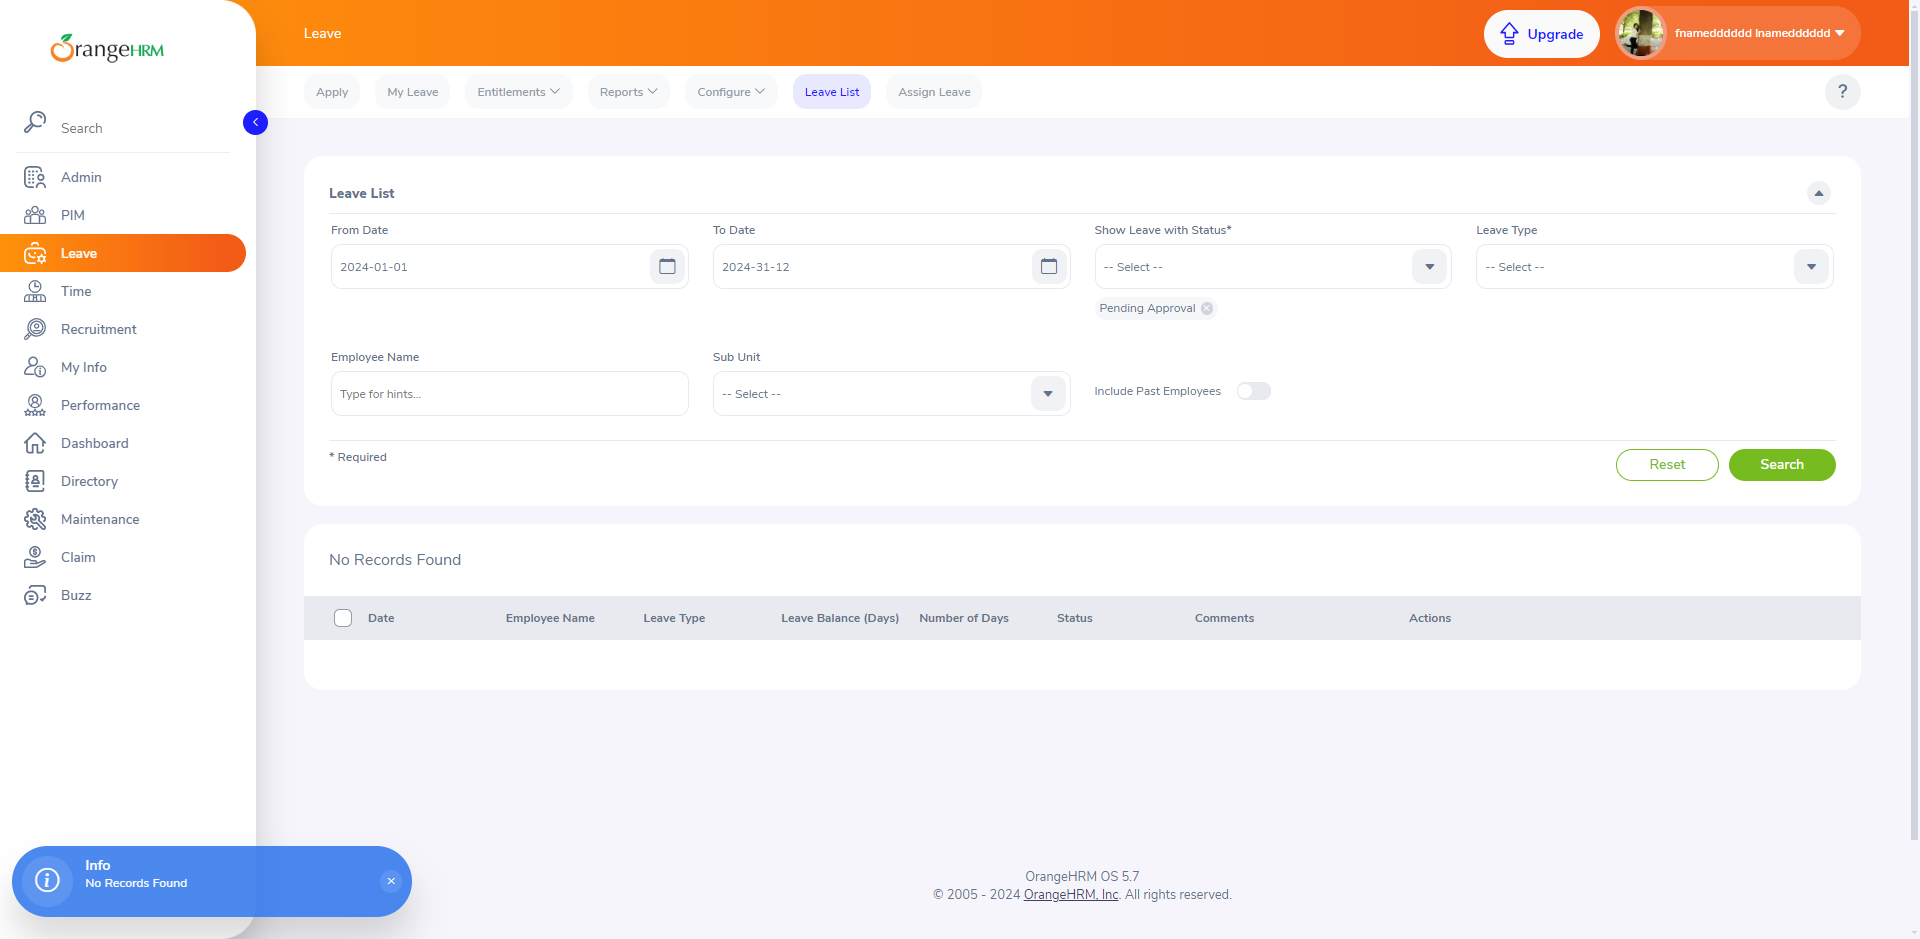 OrangeHRM
Leave
Upgrade
fnamedddddd lnamedddddd
Apply
My Leave
Entitlements
Reports
Configure
Leave List
Assign Leave
?
Search
Admin
PIM
Leave
Time
Recruitment
My Info
Performance
Dashboard
Directory
Maintenance
Claim
Buzz
Leave List
From Date
To Date
Show Leave with Status*
Leave Type
2024-01-01
2024-31-12
-- Select --
-- Select --
Pending Approval
Employee Name
Sub Unit
Type for hints...
-- Select --
Include Past Employees
* Required
Reset
Search
No Records Found
Date
Employee Name
Leave Type
Leave Balance (Days)
Number of Days
Status
Comments
Actions
Info
No Records Found
OrangeHRM OS 5.7
© 2005 - 2024 OrangeHRM, Inc. All rights reserved.